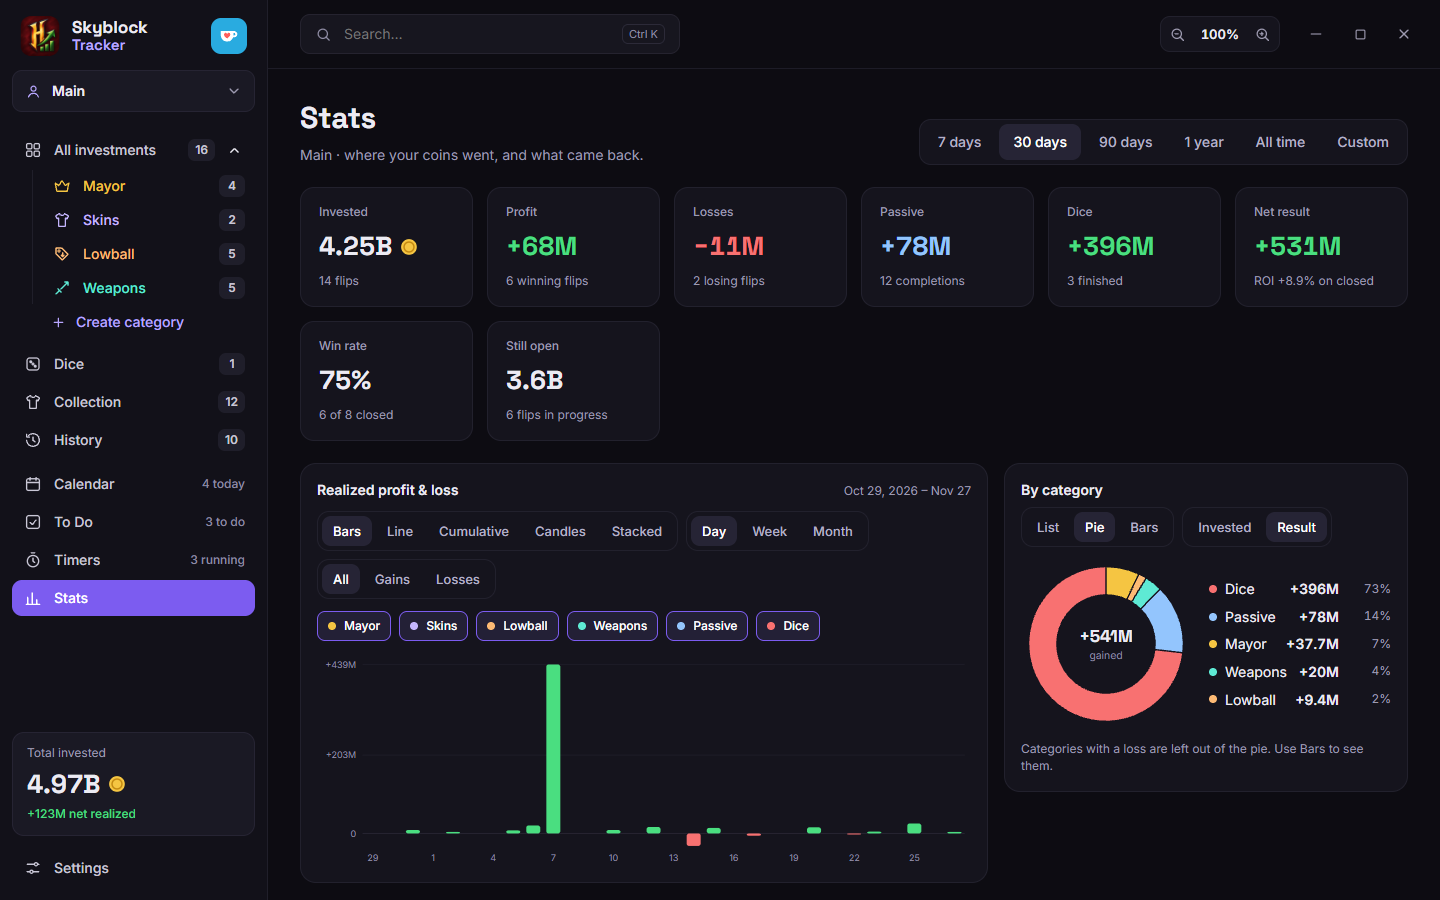 Skyblock
Tracker
Main
All investments 16
Mayor 4
Skins 2
Lowball 5
Weapons 5
+ Create category
Dice 1
Collection 12
History 10
Calendar 4 today
To Do 3 to do
Timers 3 running
Stats
Total invested
4.97B
+123M net realized
Settings
Search... Ctrl K
100%
Stats
Main · where your coins went, and what came back.
7 days 30 days 90 days 1 year All time Custom
Invested
4.25B
14 flips
Profit
+68M
6 winning flips
Losses
-11M
2 losing flips
Passive
+78M
12 completions
Dice
+396M
3 finished
Net result
+531M
ROI +8.9% on closed
Win rate
75%
6 of 8 closed
Still open
3.6B
6 flips in progress
Realized profit & loss Oct 29, 2026 – Nov 27
Bars Line Cumulative Candles Stacked Day Week Month
All Gains Losses
Mayor Skins Lowball Weapons Passive Dice
+439M
+203M
0
29 1 4 7 10 13 16 19 22 25
By category
List Pie Bars Invested Result
+541M
gained
Dice +396M 73%
Passive +78M 14%
Mayor +37.7M 7%
Weapons +20M 4%
Lowball +9.4M 2%
Categories with a loss are left out of the pie. Use Bars to see
them.